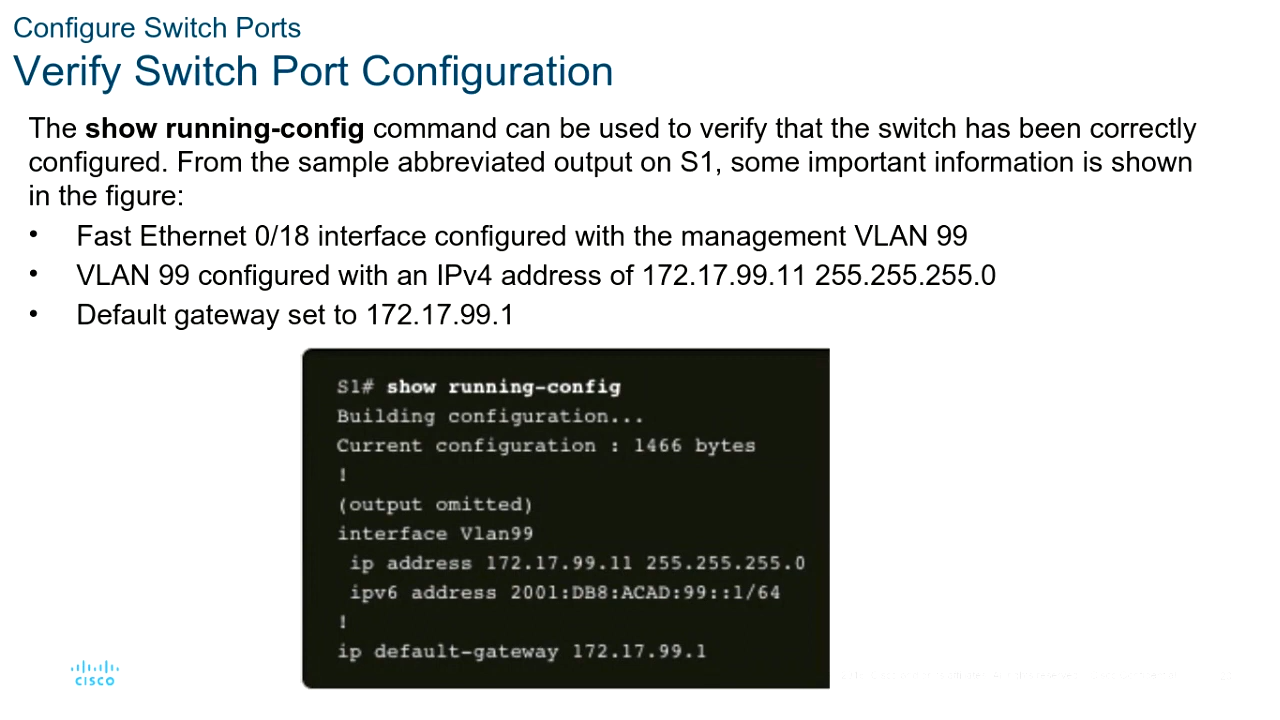 Configure Switch Ports
Verify Switch Port Configuration
The show running-config command can be used to verify that the switch has been correctly
configured. From the sample abbreviated output on S1, some important information is shown
in the figure:
• Fast Ethernet 0/18 interface configured with the management VLAN 99
• VLAN 99 configured with an IPv4 address of 172.17.99.11 255.255.255.0
• Default gateway set to 172.17.99.1
S1# show running-config
Building configuration...
Current configuration : 1466 bytes
!
(output omitted)
interface Vlan99
ip address 172.17.99.11 255.255.255.0
ipv6 address 2001:DB8:ACAD:99::1/64
!
ip default-gateway 172.17.99.1
CISCO